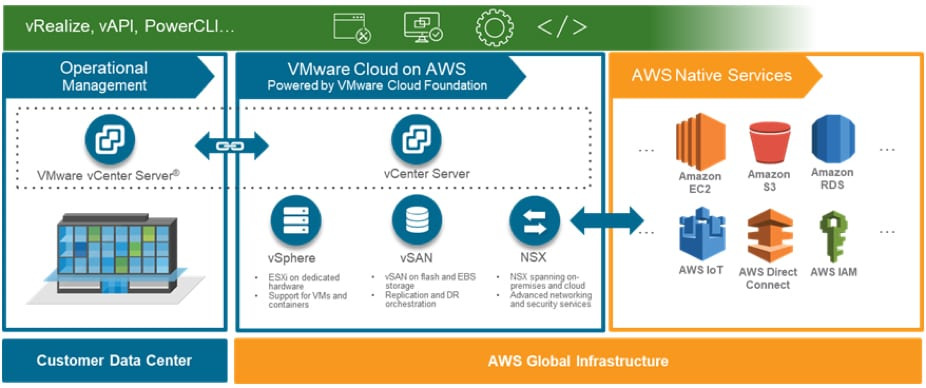 vRealize, vAPI, PowerCLI...
Operational
Management
VMware Cloud on AWS
Powered by VMware Cloud Foundation
AWS Native Services
VMware vCenter Server®
vCenter Server
...
Amazon
EC2
Amazon
S3
Amazon
RDS
...
vSphere
• ESXi on dedicated
hardware
• Support for VMs and
containers
vSAN
• vSAN on flash and EBS
storage
• Replication and DR
orchestration
NSX
• NSX spanning on-
premises and cloud
• Advanced networking
and security services
...
AWS IoT
AWS Direct
Connect
AWS IAM
...
Customer Data Center
AWS Global Infrastructure